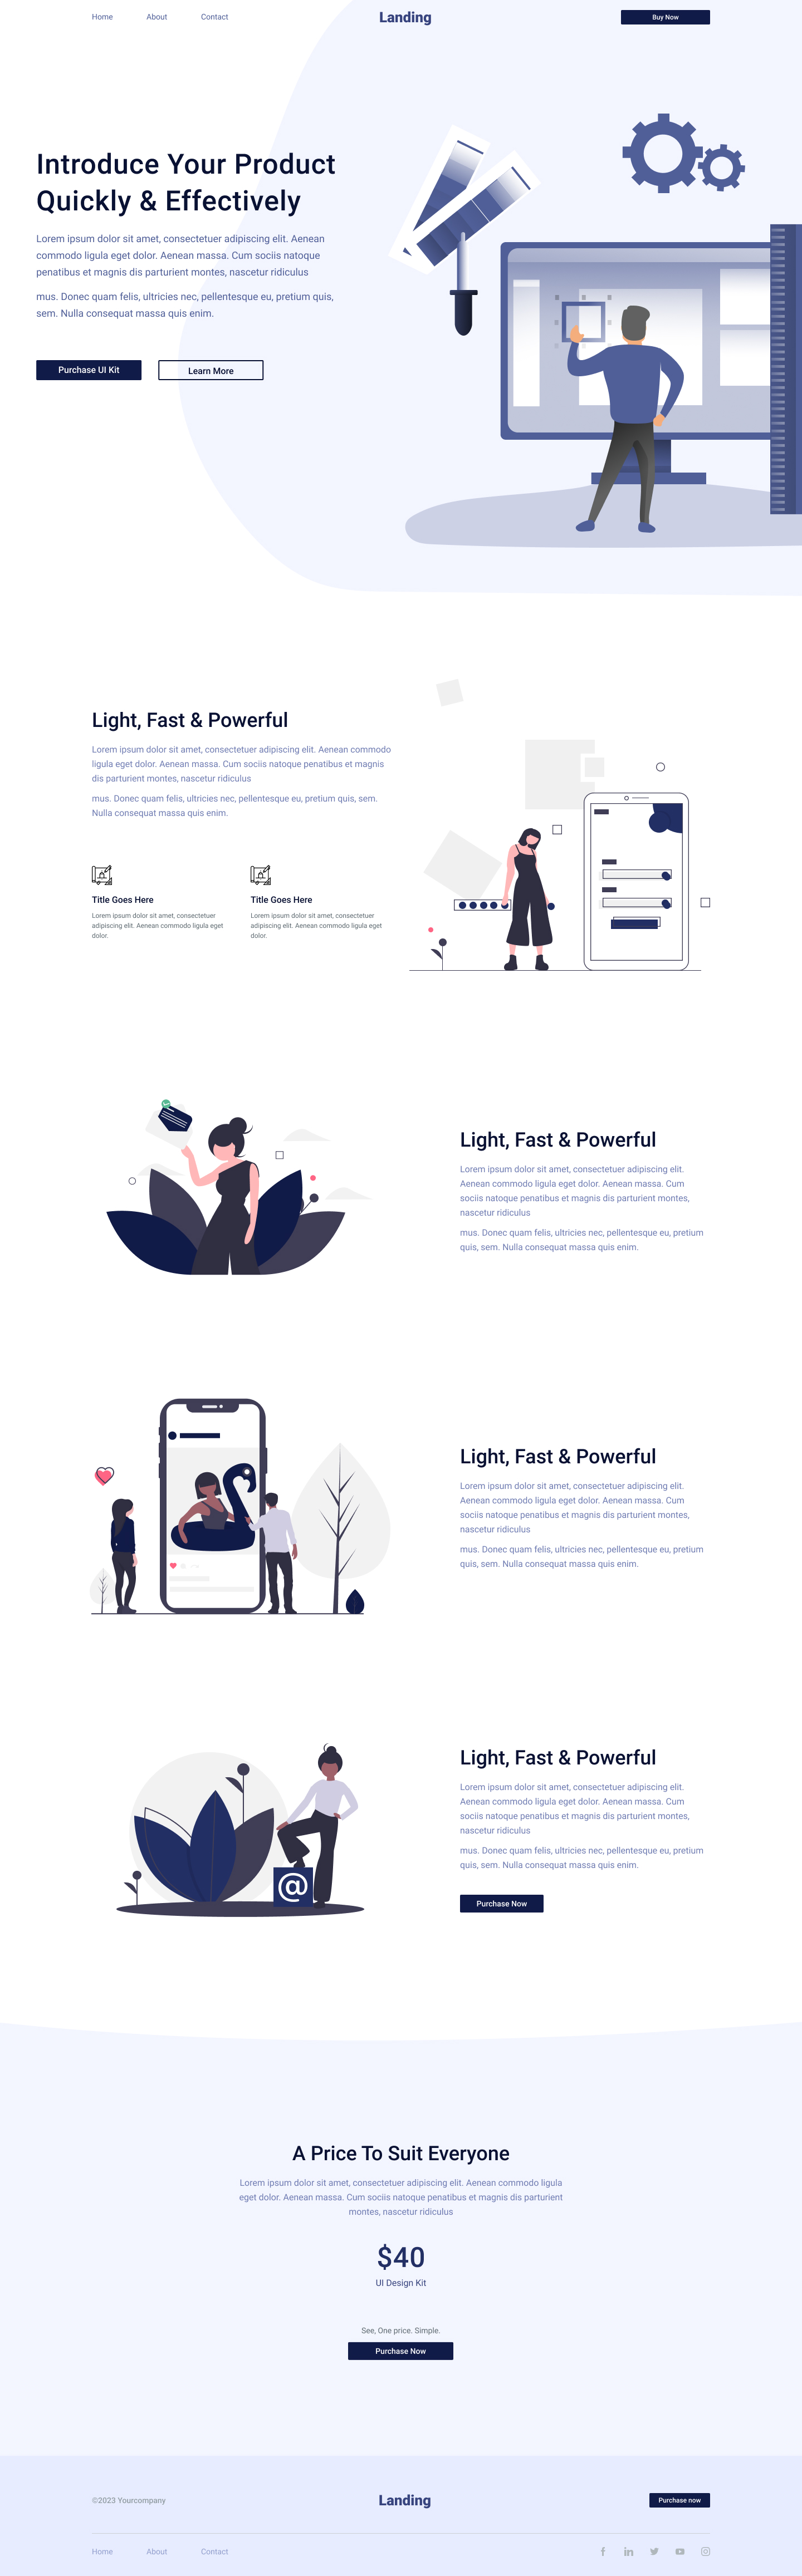 Home About Contact Landing Buy Now
Introduce Your Product
Quickly & Effectively
Lorem ipsum dolor sit amet, consectetuer adipiscing elit. Aenean
commodo ligula eget dolor. Aenean massa. Cum sociis natoque
penatibus et magnis dis parturient montes, nascetur ridiculus
mus. Donec quam felis, ultricies nec, pellentesque eu, pretium quis,
sem. Nulla consequat massa quis enim.
Purchase UI Kit Learn More
Light, Fast & Powerful
Lorem ipsum dolor sit amet, consectetuer adipiscing elit. Aenean commodo
ligula eget dolor. Aenean massa. Cum sociis natoque penatibus et magnis
dis parturient montes, nascetur ridiculus
mus. Donec quam felis, ultricies nec, pellentesque eu, pretium quis, sem.
Nulla consequat massa quis enim.
Title Goes Here
Lorem ipsum dolor sit amet, consectetuer
adipiscing elit. Aenean commodo ligula eget
dolor.
Title Goes Here
Lorem ipsum dolor sit amet, consectetuer
adipiscing elit. Aenean commodo ligula eget
dolor.
Light, Fast & Powerful
Lorem ipsum dolor sit amet, consectetuer adipiscing elit.
Aenean commodo ligula eget dolor. Aenean massa. Cum
sociis natoque penatibus et magnis dis parturient montes,
nascetur ridiculus
mus. Donec quam felis, ultricies nec, pellentesque eu, pretium
quis, sem. Nulla consequat massa quis enim.
Light, Fast & Powerful
Lorem ipsum dolor sit amet, consectetuer adipiscing elit.
Aenean commodo ligula eget dolor. Aenean massa. Cum
sociis natoque penatibus et magnis dis parturient montes,
nascetur ridiculus
mus. Donec quam felis, ultricies nec, pellentesque eu, pretium
quis, sem. Nulla consequat massa quis enim.
Light, Fast & Powerful
Lorem ipsum dolor sit amet, consectetuer adipiscing elit.
Aenean commodo ligula eget dolor. Aenean massa. Cum
sociis natoque penatibus et magnis dis parturient montes,
nascetur ridiculus
mus. Donec quam felis, ultricies nec, pellentesque eu, pretium
quis, sem. Nulla consequat massa quis enim.
@
Purchase Now
A Price To Suit Everyone
Lorem ipsum dolor sit amet, consectetuer adipiscing elit. Aenean commodo ligula
eget dolor. Aenean massa. Cum sociis natoque penatibus et magnis dis parturient
montes, nascetur ridiculus
$40
UI Design Kit
See, One price. Simple.
Purchase Now
©2023 Yourcompany Landing Purchase now
Home About Contact